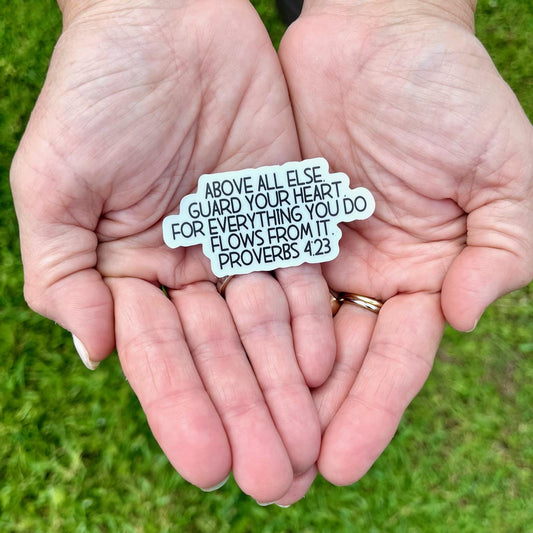 ABOVE ALL ELSE,
GUARD YOUR HEART
FOR EVERYTHING YOU DO
FLOWS FROM IT.
PROVERBS 4:23